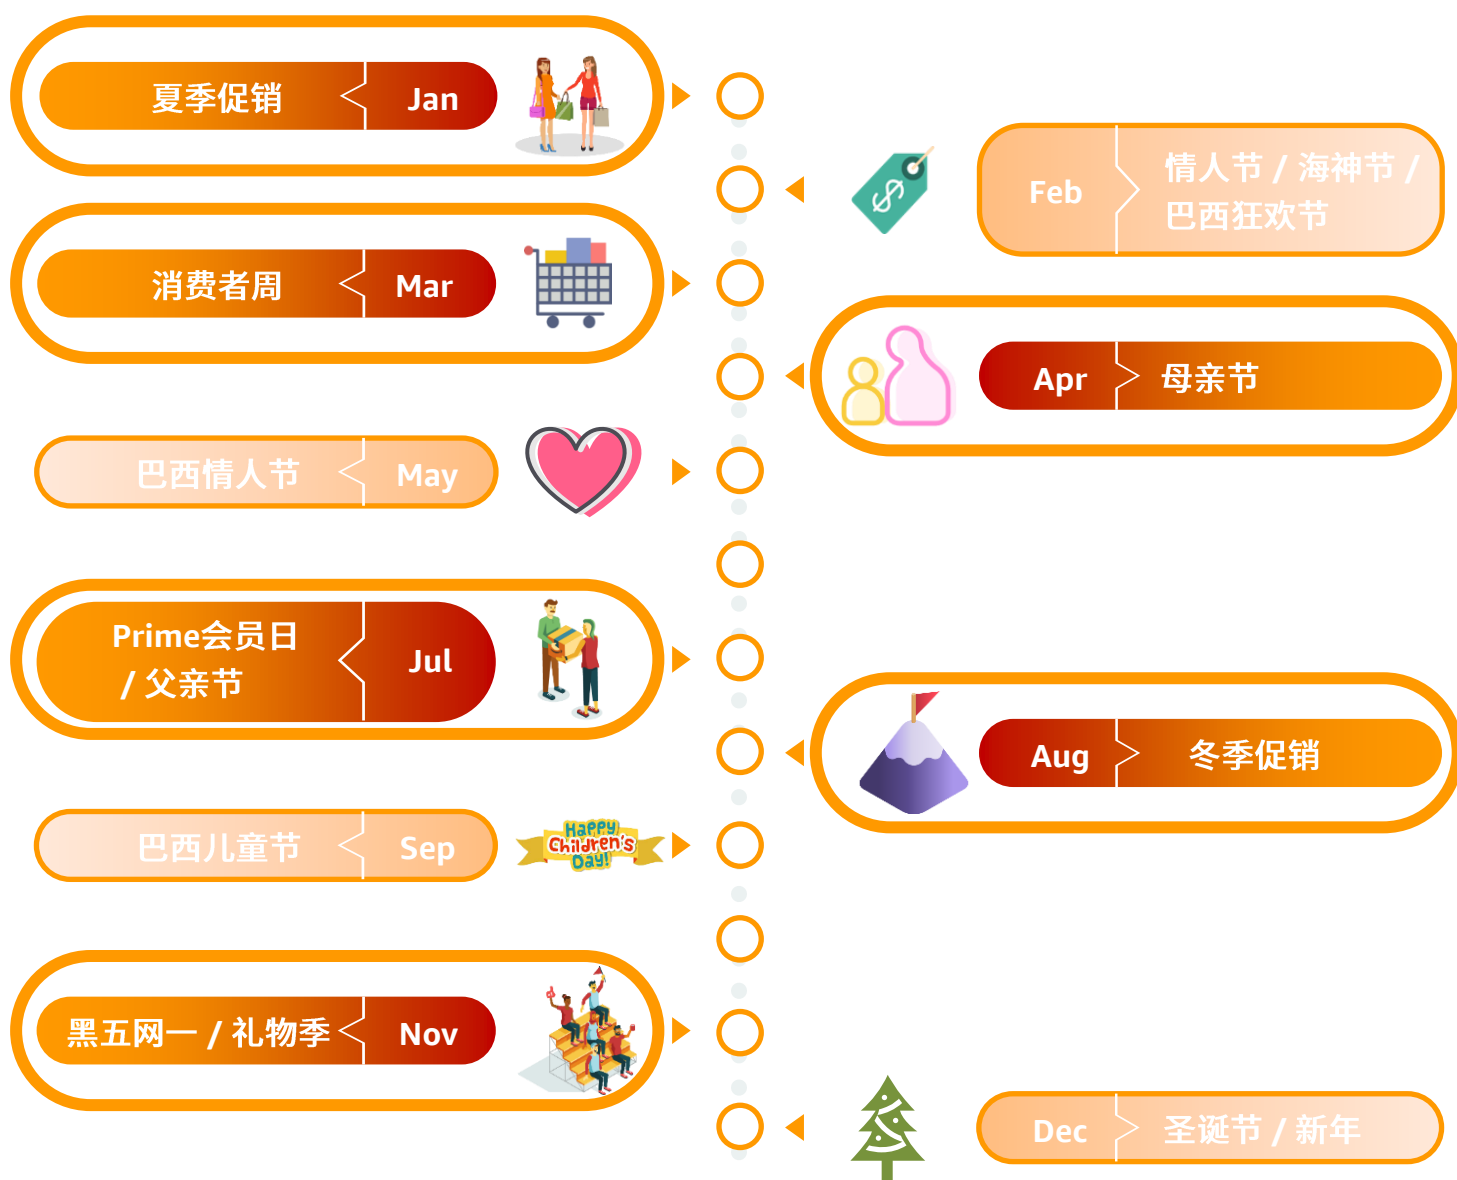 夏季促销
Jan
Feb
情人节 / 海神节 /
巴西狂欢节
消费者周
Mar
Apr
母亲节
巴西情人节
May
Prime会员日
/ 父亲节
Jul
Aug
冬季促销
巴西儿童节
Sep
Happy
Children's
Day!
黑五网一 / 礼物季
Nov
Dec
圣诞节 / 新年